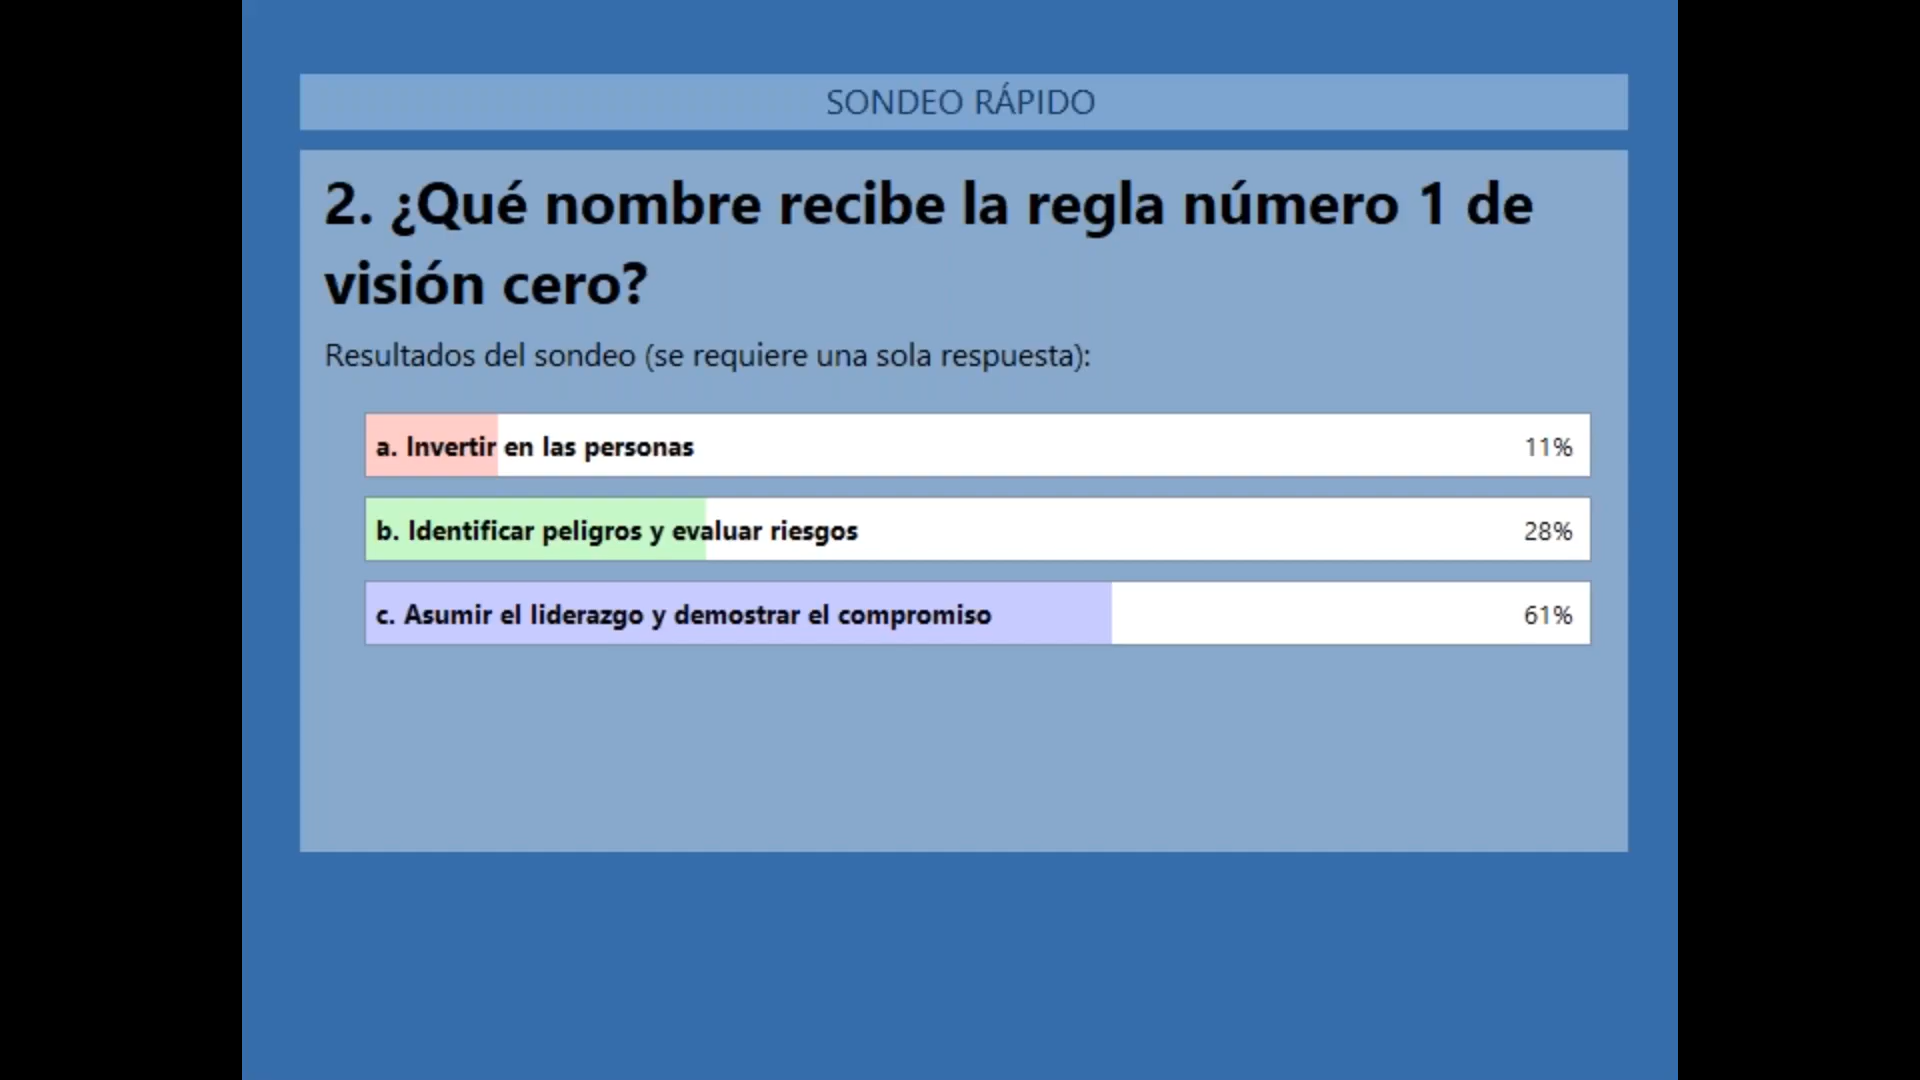 SONDEO RÁPIDO
2. ¿Qué nombre recibe la regla número 1 de
visión cero?
Resultados del sondeo (se requiere una sola respuesta):
a. Invertir en las personas 11%
b. Identificar peligros y evaluar riesgos 28%
c. Asumir el liderazgo y demostrar el compromiso 61%